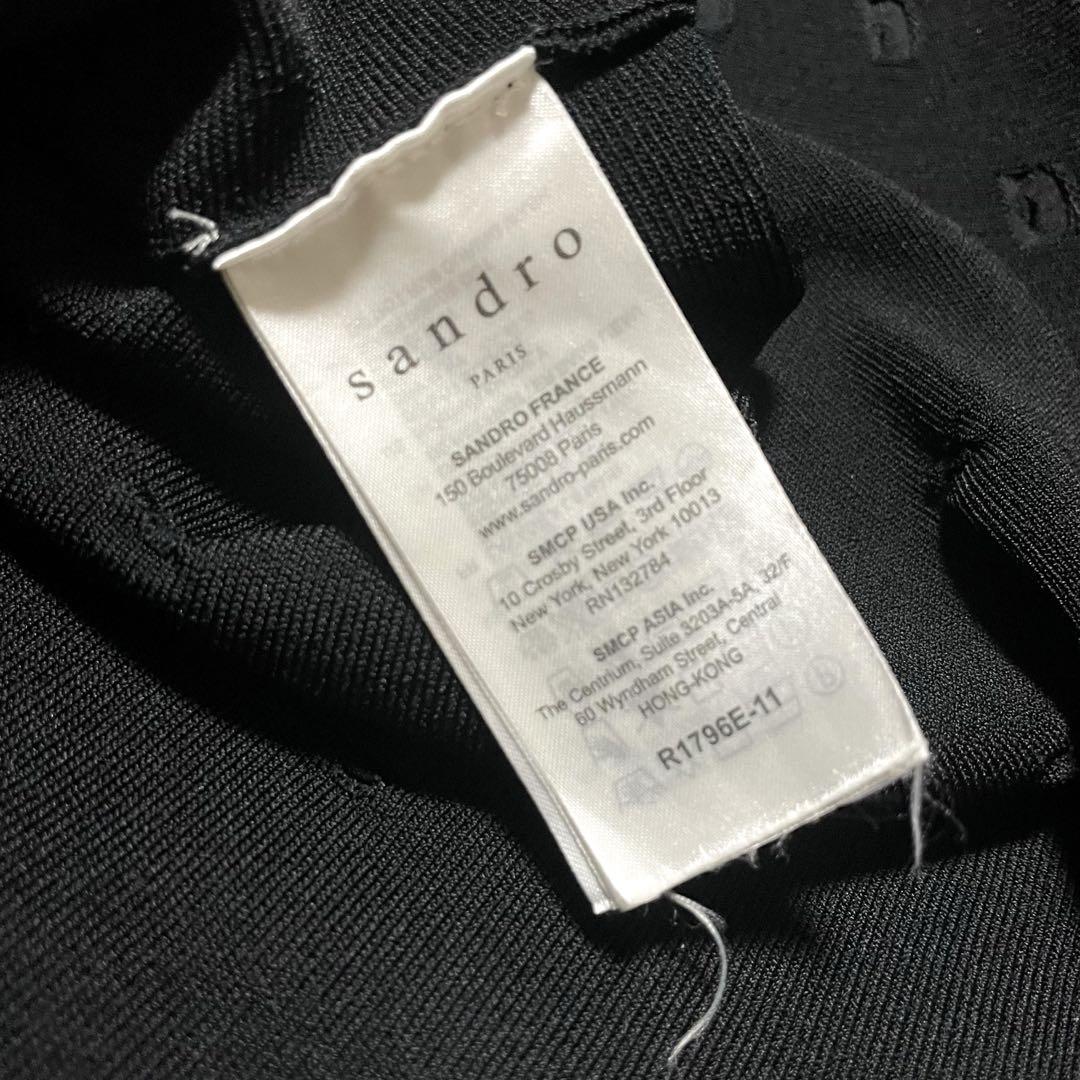 sandro
PARIS
SANDRO FRANCE
150 Boulevard Haussmann
75008 Paris
www.sandro-paris.com
SMCP USA Inc.
10 Crosby Street, 3rd Floor
New York, New York 10013
RN132784
SMCP ASIA Inc.
The Centrium, Suite 3203A-5A, 32/F
60 Wyndham Street, Central
HONG-KONG
R1796E-11